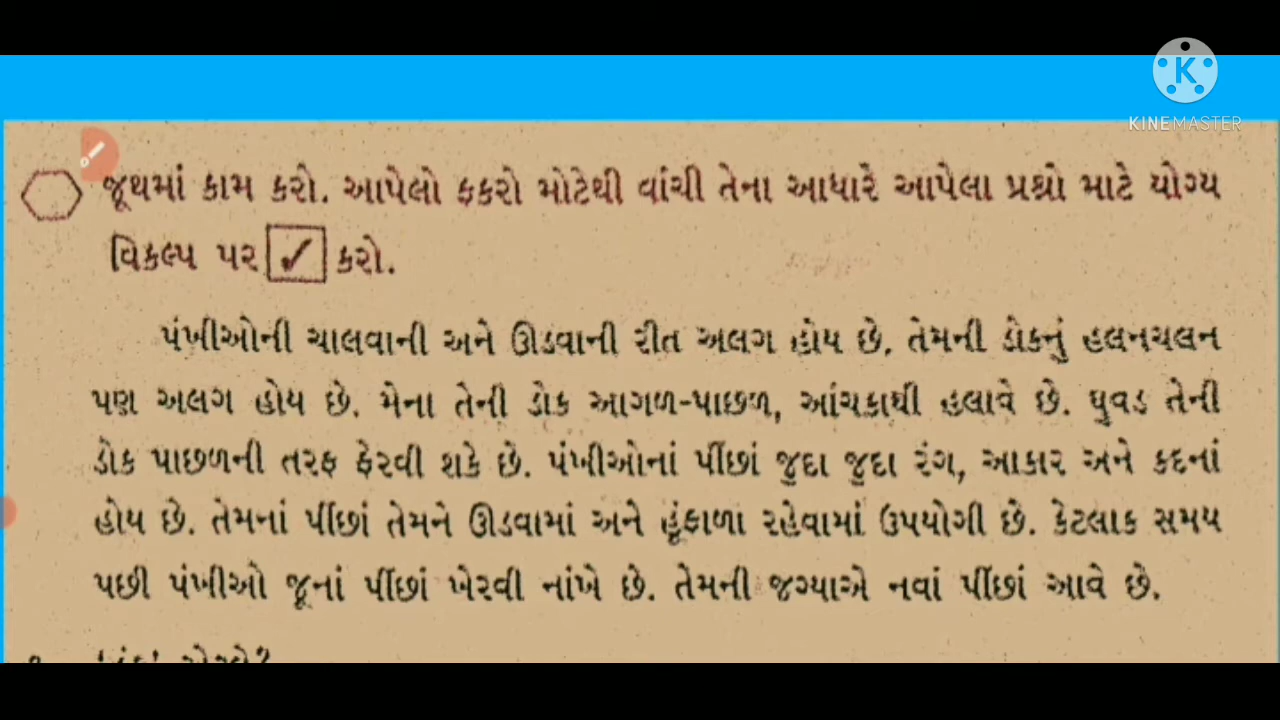 KINEMASTER
જૂથમાં કામ કરો. આપેલો ફકરો મોટેથી વાંચી તેના આધારે આપેલા પ્રશ્નો માટે યોગ્ય
વિકલ્પ પર ✓ કરો.
પંખીઓની ચાલવાની અને ઊડવાની રીત અલગ હોય છે. તેમની ડોકનું હલનચલન
પણ અલગ હોય છે. મેના તેની ડોક આગળ-પાછળ, આંચકાથી હલાવે છે. ઘુવડ તેની
ડોક પાછળની તરફ ફેરવી શકે છે. પંખીઓનાં પીંછાં જુદા જુદા રંગ, આકાર અને કદનાં
હોય છે. તેમનાં પીંછાં તેમને ઊડવામાં અને હૂંફાળા રહેવામાં ઉપયોગી છે. કેટલાક સમય
પછી પંખીઓ જૂનાં પીંછાં ખેરવી નાંખે છે. તેમની જગ્યાએ નવાં પીંછાં આવે છે.